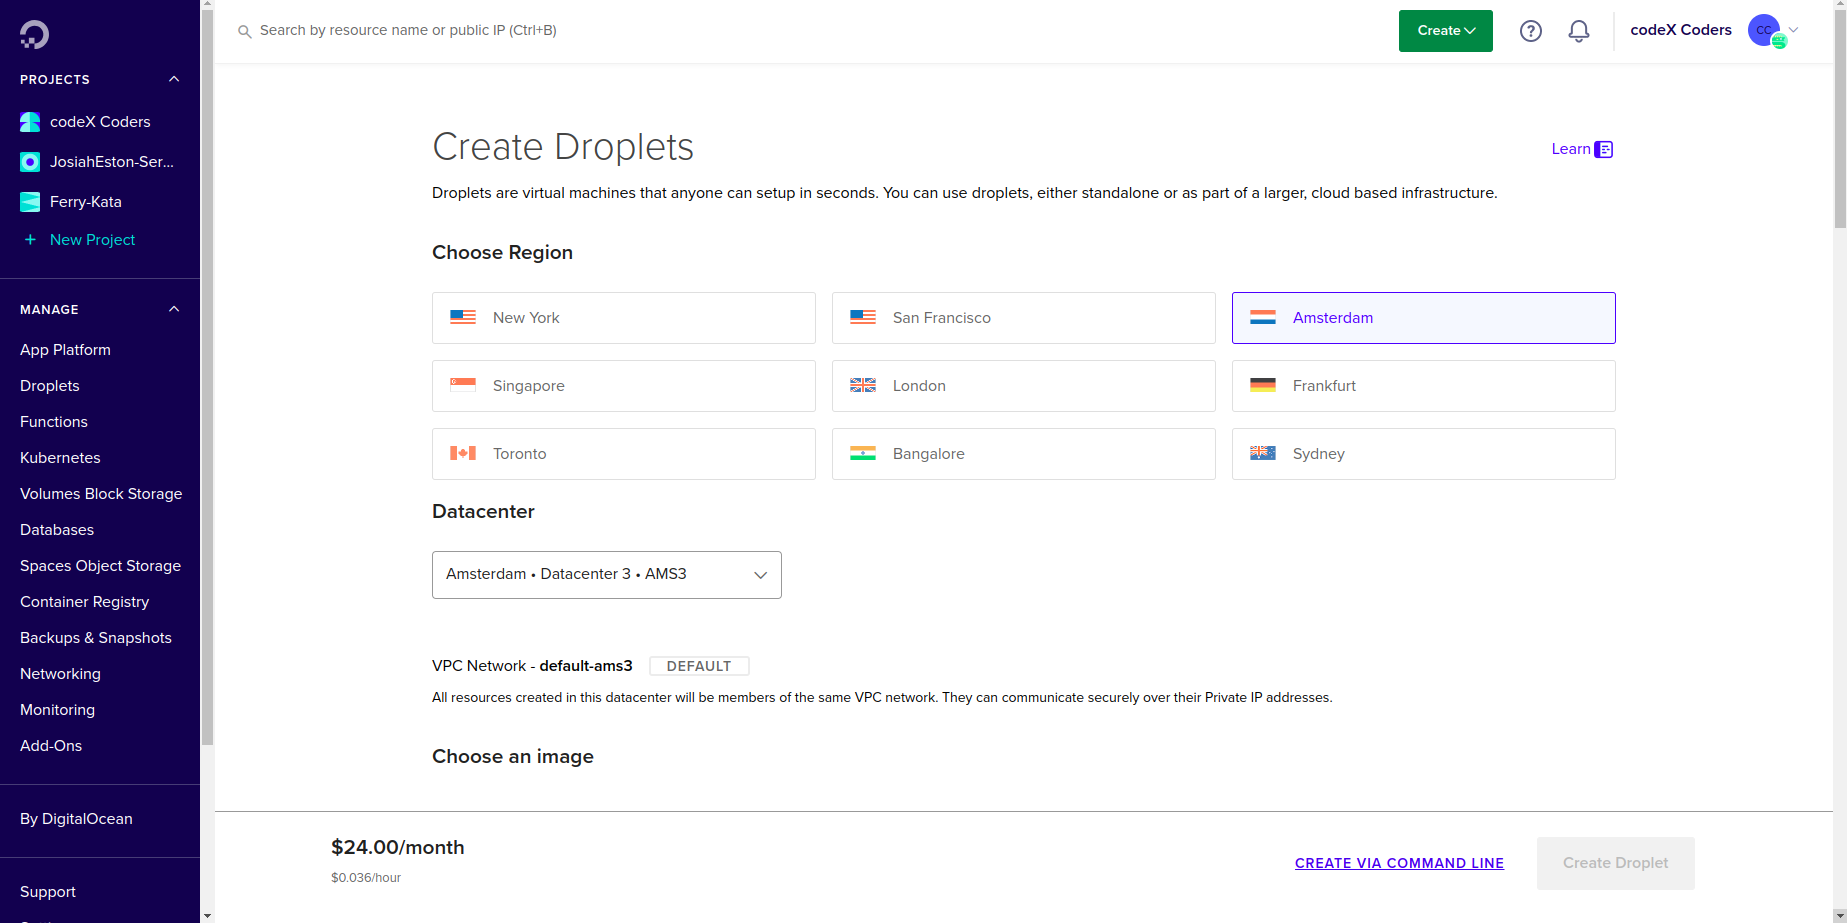 Search by resource name or public IP (Ctrl+B)
Create
codeX Coders
CC
PROJECTS
codeX Coders
JosiahEston-Ser...
Ferry-Kata
+ New Project
MANAGE
App Platform
Droplets
Functions
Kubernetes
Volumes Block Storage
Databases
Spaces Object Storage
Container Registry
Backups & Snapshots
Networking
Monitoring
Add-Ons
By DigitalOcean
Support
Create Droplets
Learn
Droplets are virtual machines that anyone can setup in seconds. You can use droplets, either standalone or as part of a larger, cloud based infrastructure.
Choose Region
New York
San Francisco
Amsterdam
Singapore
London
Frankfurt
Toronto
Bangalore
Sydney
Datacenter
Amsterdam • Datacenter 3 • AMS3
VPC Network - default-ams3 DEFAULT
All resources created in this datacenter will be members of the same VPC network. They can communicate securely over their Private IP addresses.
Choose an image
$24.00/month
$0.036/hour
CREATE VIA COMMAND LINE
Create Droplet